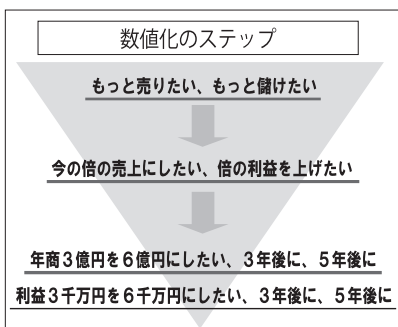 数値化のステップ
もっと売りたい、もっと儲けたい
今の倍の売上にしたい、倍の利益を上げたい
年商3億円を6億円にしたい、3年後に、5年後に
利益3千万円を6千万円にしたい、3年後に、5年後に